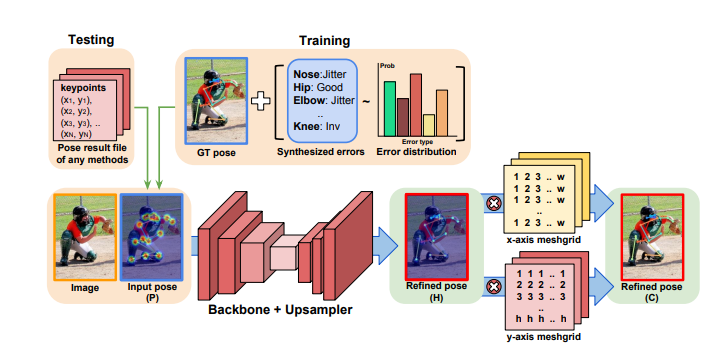 Testing
Training
keypoints
(x1, y1),
(x2, y2),
(x3, y3), ..
(xN, yN)
Pose result file
of any methods
GT pose
Nose:Jitter
Hip: Good
Elbow: Jitter
..
Knee: Inv
Synthesized errors
~
Prob
Error type
Error distribution
Image
Input pose
(P)
Backbone + Upsampler
Refined pose
(H)
1 2 3 .. w
1 2 3 .. w
1 2 3 .. w
..
1 2 3 .. w
x-axis meshgrid
1 1 1 .. 1
2 2 2 .. 2
3 3 3 .. 3
..
h h h .. h
y-axis meshgrid
Refined pose
(C)